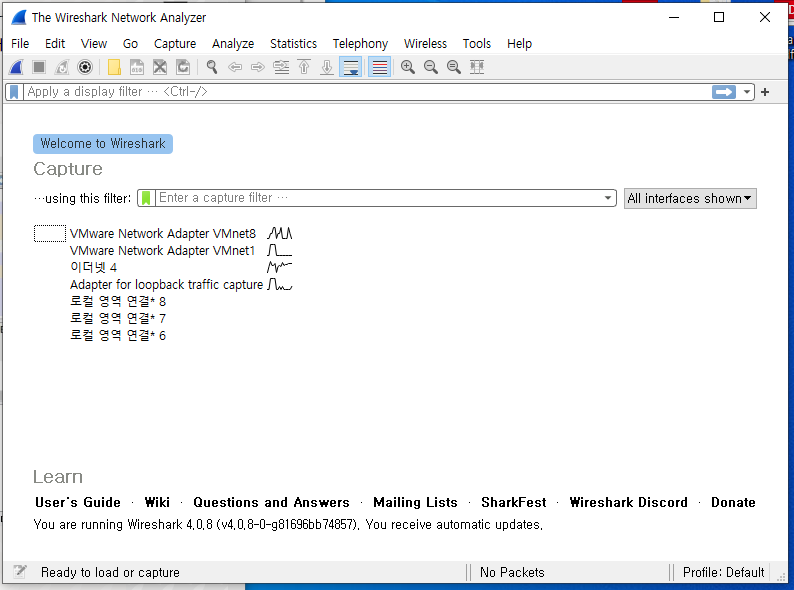 The Wireshark Network Analyzer
File Edit View Go Capture Analyze Statistics Telephony Wireless Tools Help
Apply a display filter ··· <Ctrl-/>
Welcome to Wireshark
Capture
···using this filter: Enter a capture filter ··· All interfaces shown
VMware Network Adapter VMnet8
VMware Network Adapter VMnet1
이더넷 4
Adapter for loopback traffic capture
로컬 영역 연결* 8
로컬 영역 연결* 7
로컬 영역 연결* 6
Learn
User's Guide · Wiki · Questions and Answers · Mailing Lists · SharkFest · Wireshark Discord · Donate
You are running Wireshark 4.0.8 (v4.0.8-0-g81696bb74857). You receive automatic updates.
Ready to load or capture No Packets Profile: Default